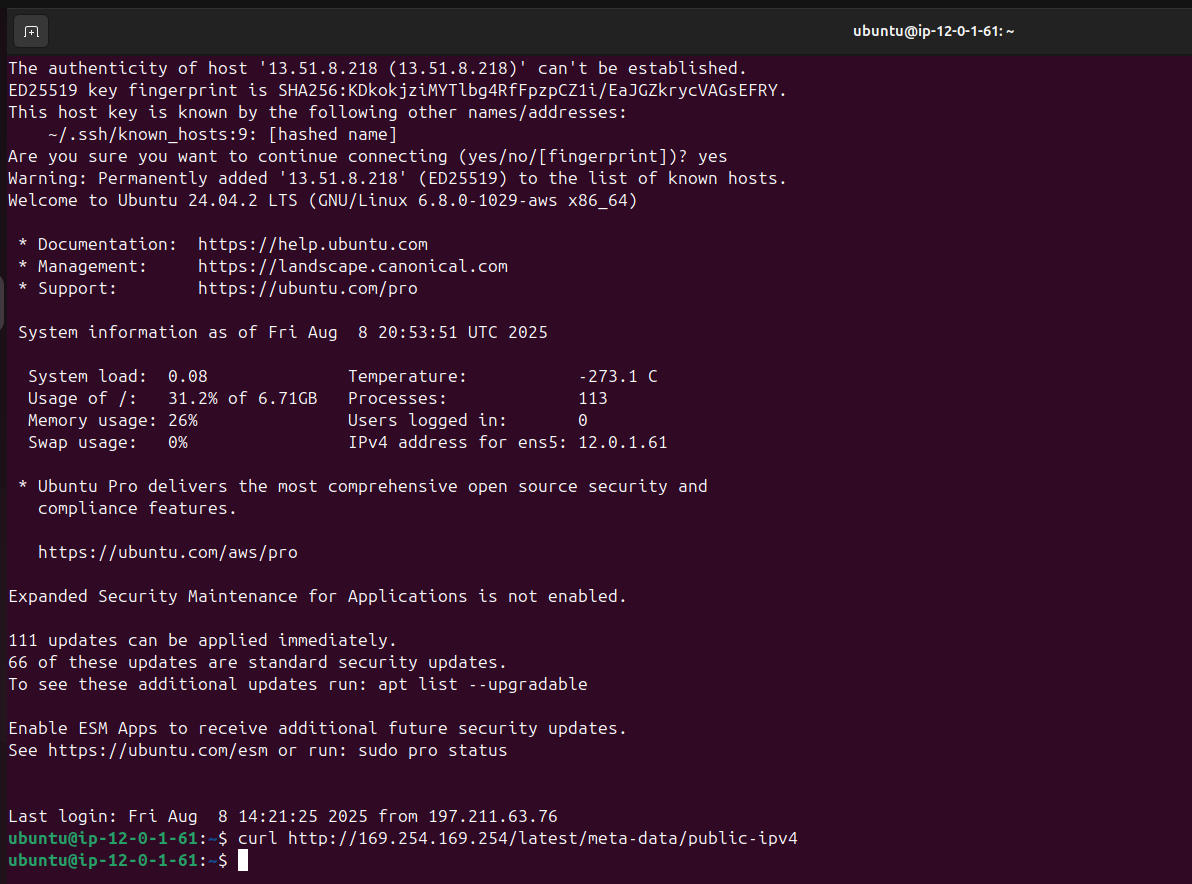 ubuntu@ip-12-0-1-61: ~
The authenticity of host '13.51.8.218 (13.51.8.218)' can't be established.
ED25519 key fingerprint is SHA256:KDkokjziMYTlbg4RfFpzpCZ1i/EaJGZkrycVAGsEFRY.
This host key is known by the following other names/addresses:
    ~/.ssh/known_hosts:9: [hashed name]
Are you sure you want to continue connecting (yes/no/[fingerprint])? yes
Warning: Permanently added '13.51.8.218' (ED25519) to the list of known hosts.
Welcome to Ubuntu 24.04.2 LTS (GNU/Linux 6.8.0-1029-aws x86_64)

 * Documentation:  https://help.ubuntu.com
 * Management:     https://landscape.canonical.com
 * Support:        https://ubuntu.com/pro

 System information as of Fri Aug  8 20:53:51 UTC 2025

  System load:  0.08              Temperature:           -273.1 C
  Usage of /:   31.2% of 6.71GB   Processes:             113
  Memory usage: 26%               Users logged in:       0
  Swap usage:   0%                IPv4 address for ens5: 12.0.1.61

 * Ubuntu Pro delivers the most comprehensive open source security and
   compliance features.

   https://ubuntu.com/aws/pro

Expanded Security Maintenance for Applications is not enabled.

111 updates can be applied immediately.
66 of these updates are standard security updates.
To see these additional updates run: apt list --upgradable

Enable ESM Apps to receive additional future security updates.
See https://ubuntu.com/esm or run: sudo pro status


Last login: Fri Aug  8 14:21:25 2025 from 197.211.63.76
ubuntu@ip-12-0-1-61:~$ curl http://169.254.169.254/latest/meta-data/public-ipv4
ubuntu@ip-12-0-1-61:~$